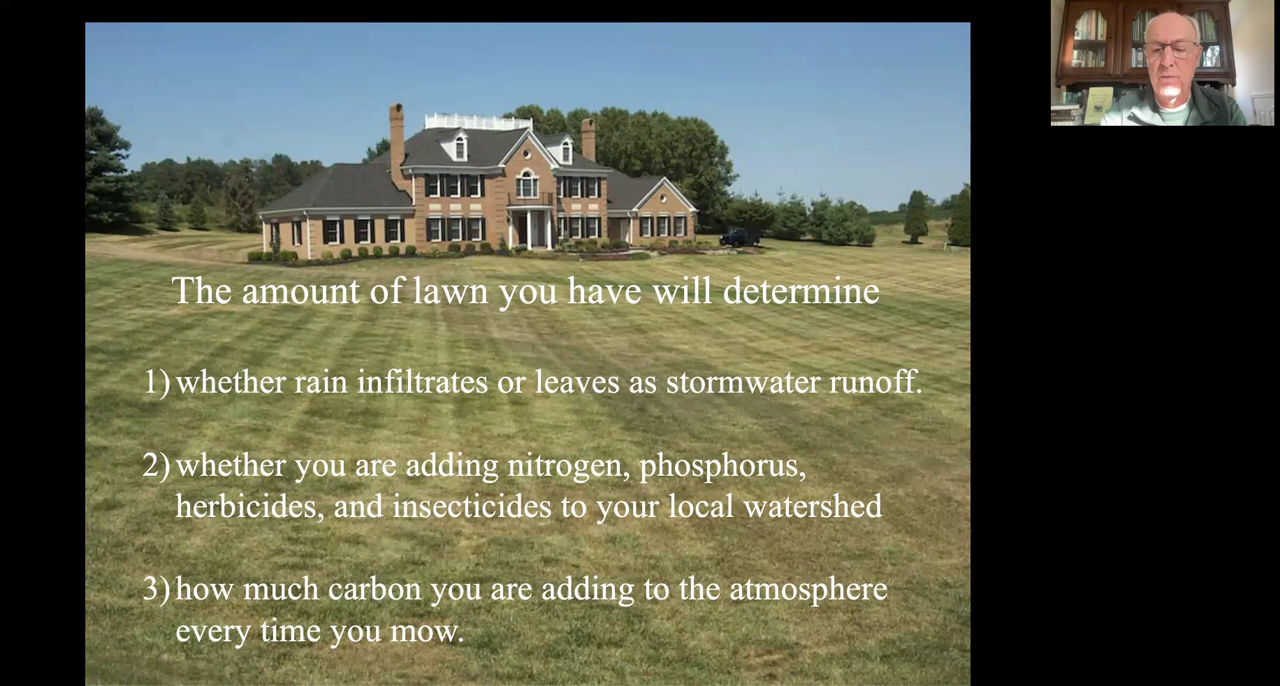 The amount of lawn you have will determine
1) whether rain infiltrates or leaves as stormwater runoff.
2) whether you are adding nitrogen, phosphorus,
herbicides, and insecticides to your local watershed
3) how much carbon you are adding to the atmosphere
every time you mow.